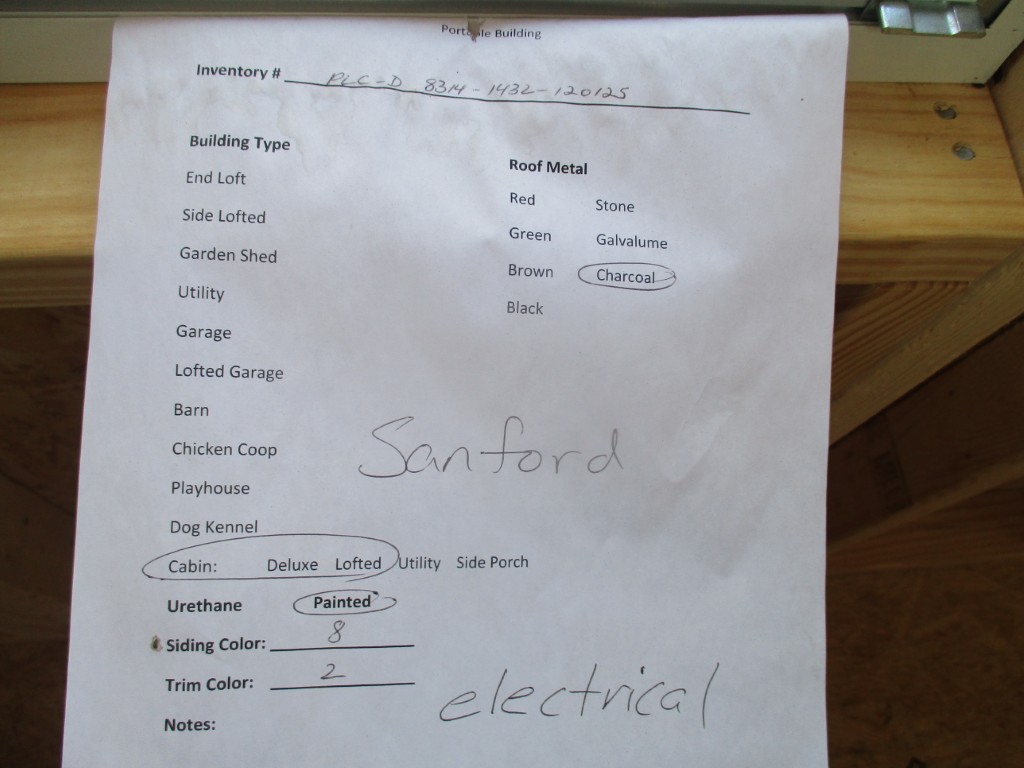 Portable Building
Inventory # PLC-D 8314-1432-120125
Building Type
End Loft
Side Lofted
Garden Shed
Utility
Garage
Lofted Garage
Barn
Chicken Coop
Playhouse
Dog Kennel
Roof Metal
Red Stone
Green Galvalume
Brown Charcoal
Black
Sanford
Cabin: Deluxe Lofted Utility Side Porch
Urethane Painted
Siding Color: 8
Trim Color: 2
electrical
Notes: